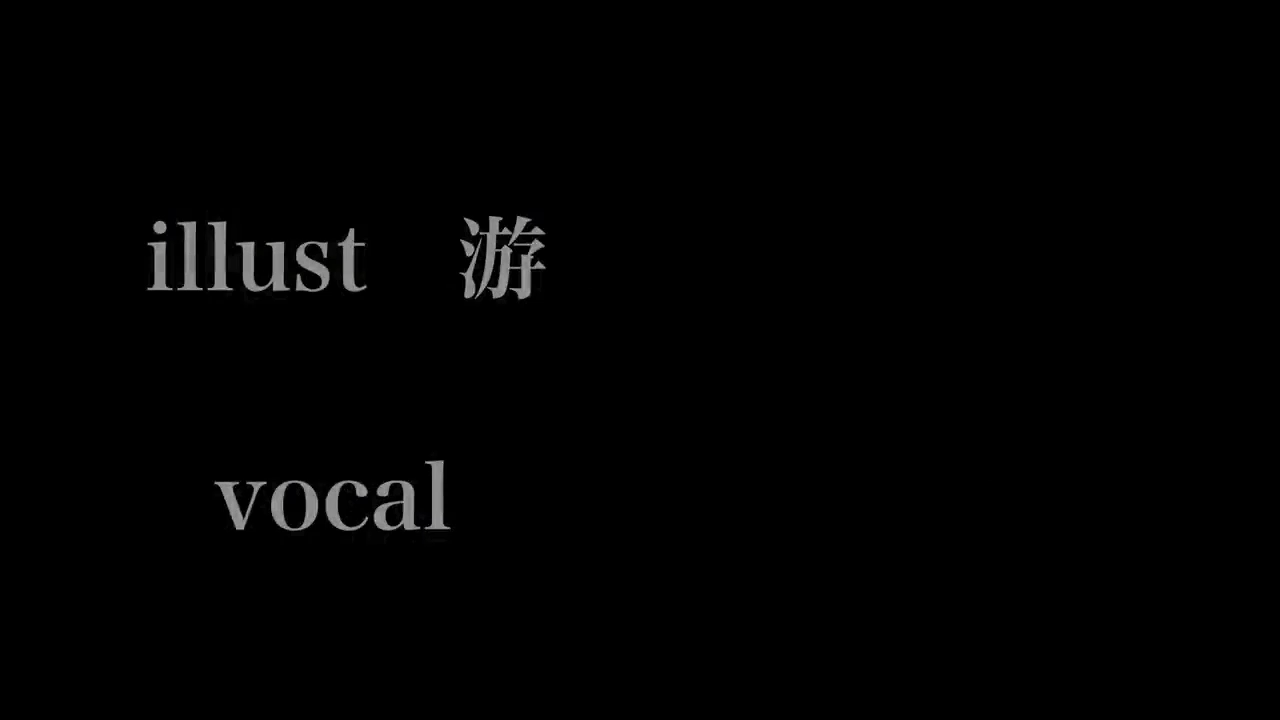 illust　游
vocal